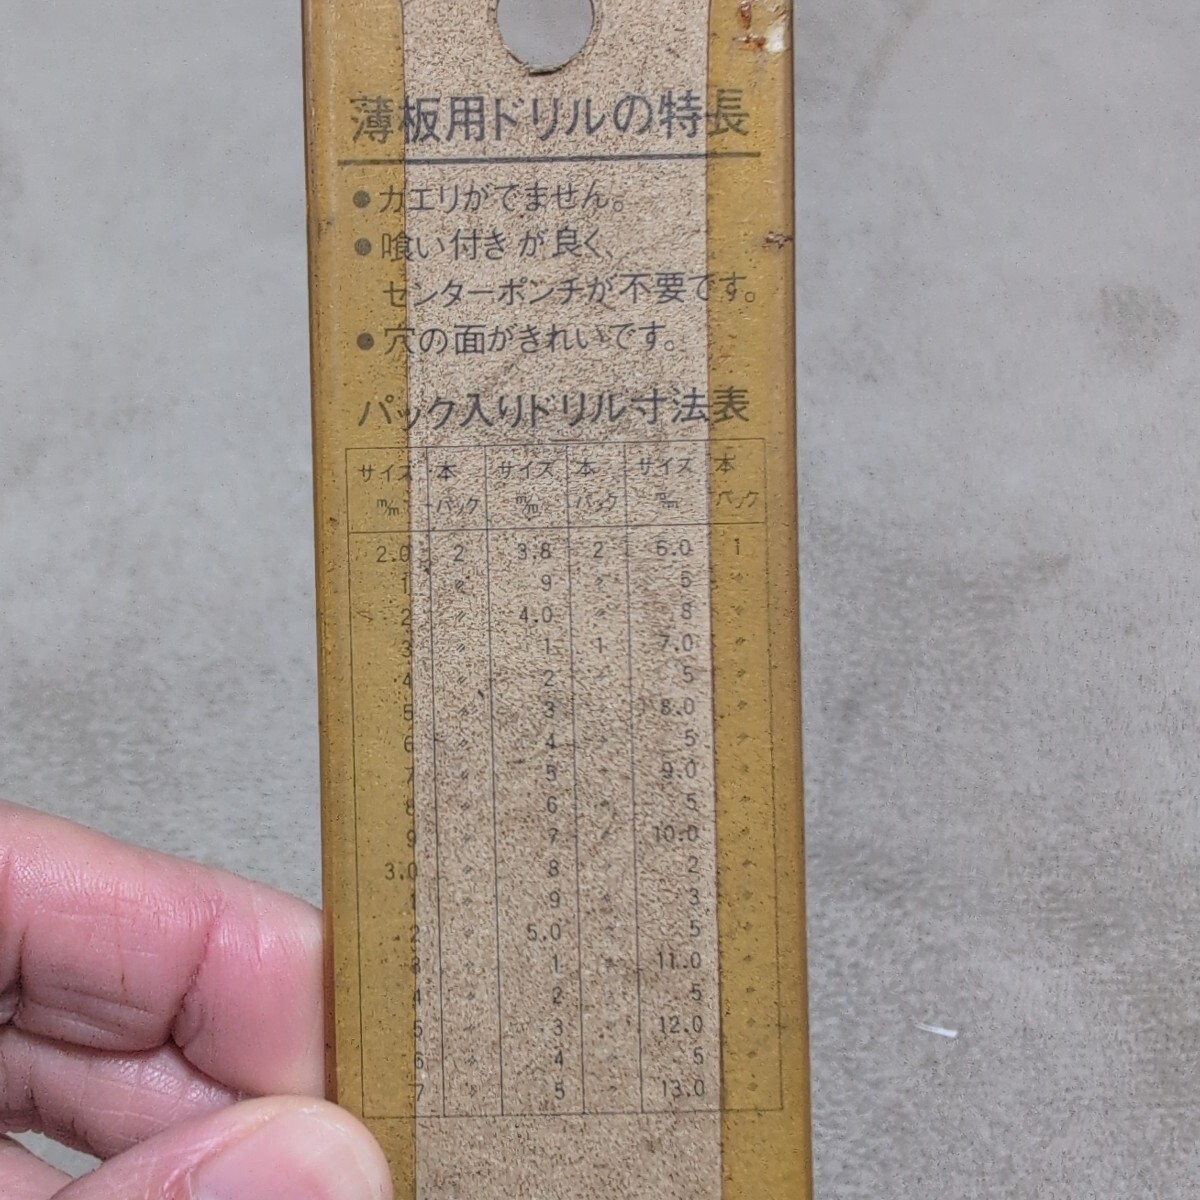 薄板用ドリルの特長
●カエリがでません。
●喰い付きが良く、
センターポンチが不要です。
●穴の面がきれいです。
パック入りドリル寸法表
サイズ 本 サイズ 本 サイズ 本
m/m パック m/m パック m/m パック
2.0 2 3.8 2 6.0 1
1 〃 9 〃 5 〃
2 〃 4.0 〃 8 〃
3 〃 1 1 7.0 〃
4 〃 2 〃 5 〃
5 〃 3 〃 8.0 〃
6 〃 4 〃 5 〃
7 〃 5 〃 9.0 〃
8 〃 6 〃 5 〃
9 〃 7 〃 10.0 〃
3.0 〃 8 〃 2 〃
1 〃 9 〃 3 〃
2 〃 5.0 〃 5 〃
3 〃 1 〃 11.0 〃
4 〃 2 〃 5 〃
5 〃 3 〃 12.0 〃
6 〃 4 〃 5 〃
7 〃 5 〃 13.0 〃